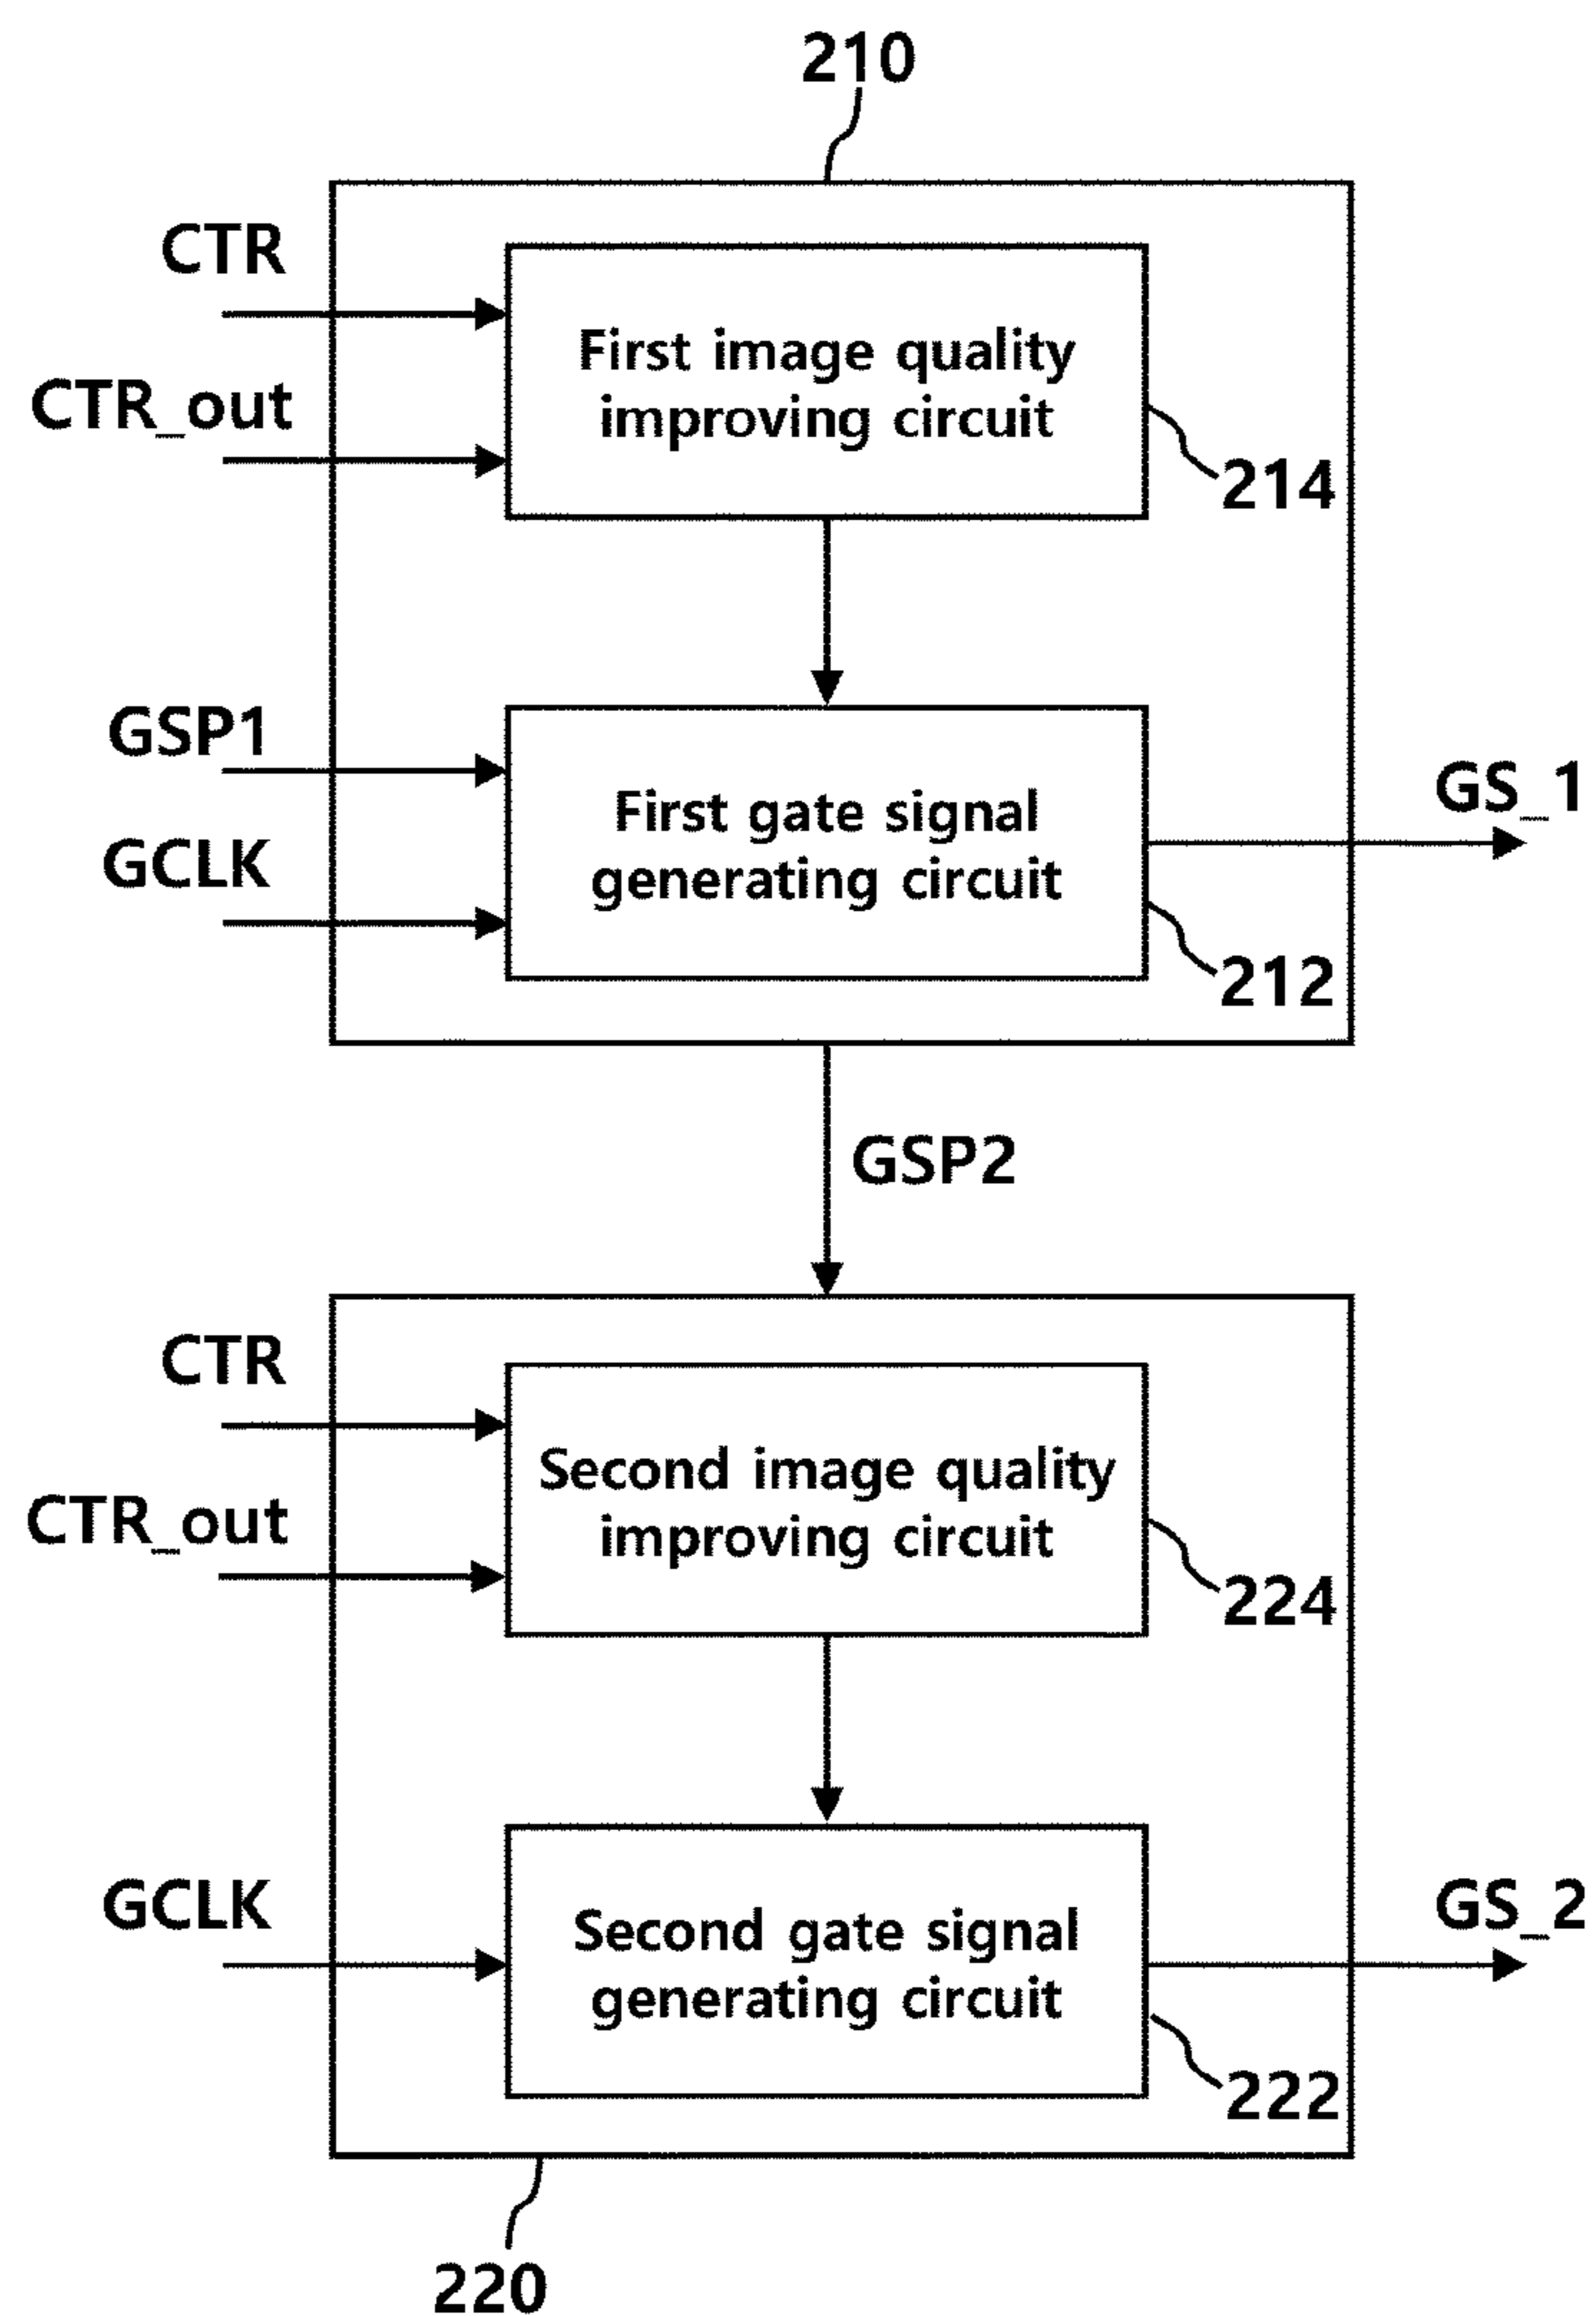 210
CTR
First image quality
improving circuit
CTR_out
214
GSP1
First gate signal
generating circuit
GS_1
GCLK
212
GSP2
CTR
Second image quality
improving circuit
CTR_out
224
GCLK
Second gate signal
generating circuit
GS_2
222
220